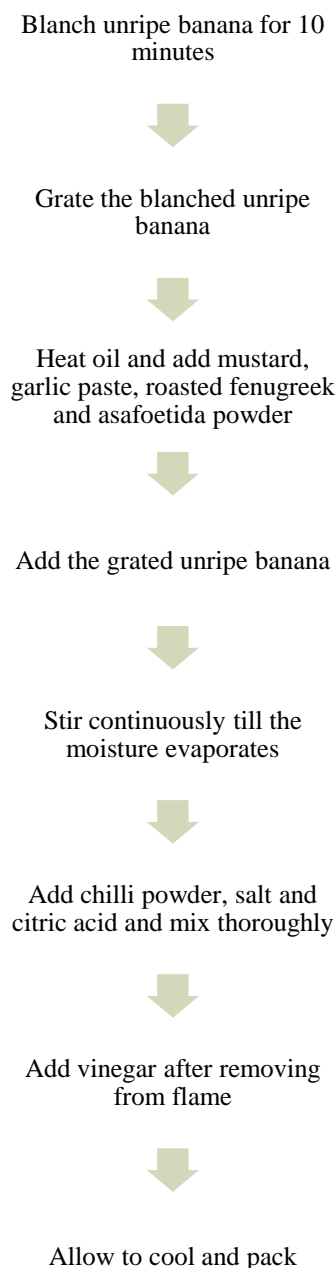 Blanch unripe banana for 10
minutes
Grate the blanched unripe
banana
Heat oil and add mustard,
garlic paste, roasted fenugreek
and asafoetida powder
Add the grated unripe banana
Stir continuously till the
moisture evaporates
Add chilli powder, salt and
citric acid and mix thoroughly
Add vinegar after removing
from flame
Allow to cool and pack